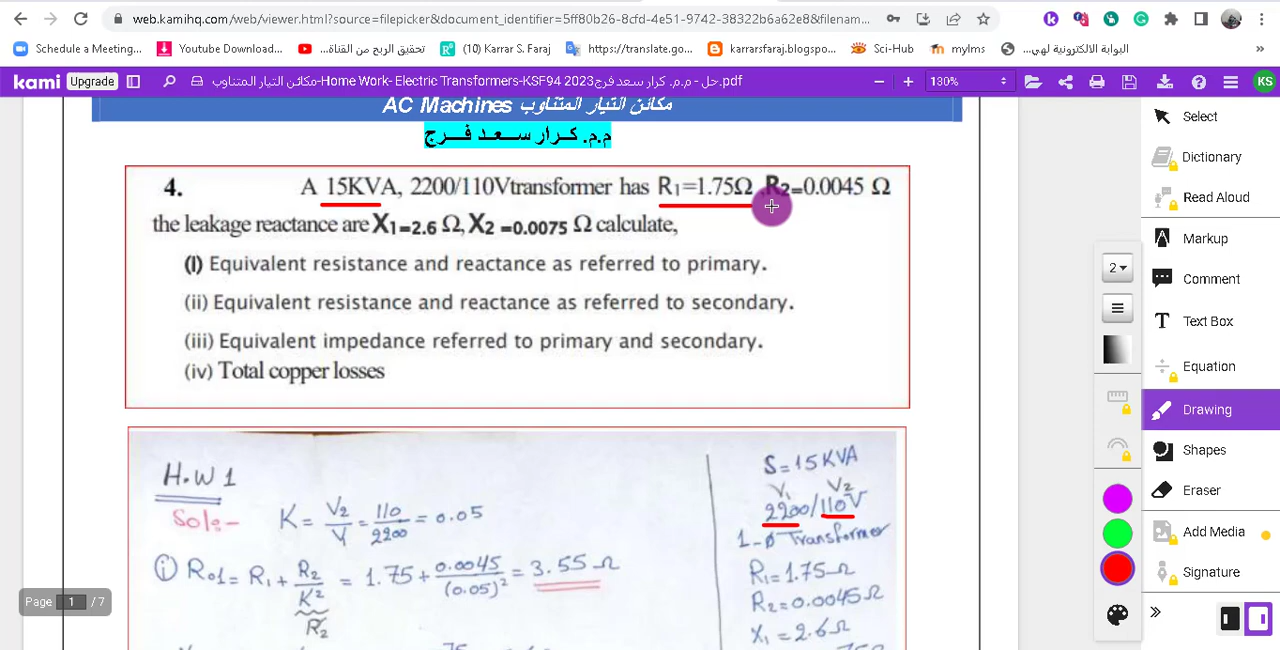 web.kamihq.com/web/viewer.html?source=filepicker&document_identifier=5ff80b26-8cfd-4e51-9742-38322b6a62e8&filenam...
Schedule a Meeting...
Youtube Download...
تحقيق الربح من القناة...
(10) Karrar S. Faraj
https://translate.go...
karrarsfaraj.blogspo...
Sci-Hub
mylms
البوابة الالكترونية لهي...
»
kami Upgrade
حل - م.م. كرار سعد فرج2023 Home Work- Electric Transformers-KSF94-مكائن التيار المتناوب.pdf
130%
KS
AC Machines مكائن التيار المتناوب
م.م. كـرار سـعـد فـرج
4. A 15KVA, 2200/110Vtransformer has R1=1.75Ω ,R2=0.0045 Ω
the leakage reactance are X1=2.6 Ω, X2 =0.0075 Ω calculate,
(I) Equivalent resistance and reactance as referred to primary.
(ii) Equivalent resistance and reactance as referred to secondary.
(iii) Equivalent impedance referred to primary and secondary.
(iv) Total copper losses
H.W 1
Sol:-
K = V2/V = 110/2200 = 0.05
(i) R01 = R1 + R2/K² = 1.75 + 0.0045/(0.05)² = 3.55 Ω
R2'
S = 15 KVA
V1 V2
2200/110V
1-Ø Transformer
R1 = 1.75 Ω
R2 = 0.0045 Ω
X1 = 2.6 Ω
Page 1 / 7
Select
Dictionary
Read Aloud
Markup
Comment
Text Box
Equation
Drawing
Shapes
Eraser
Add Media
Signature
2
»